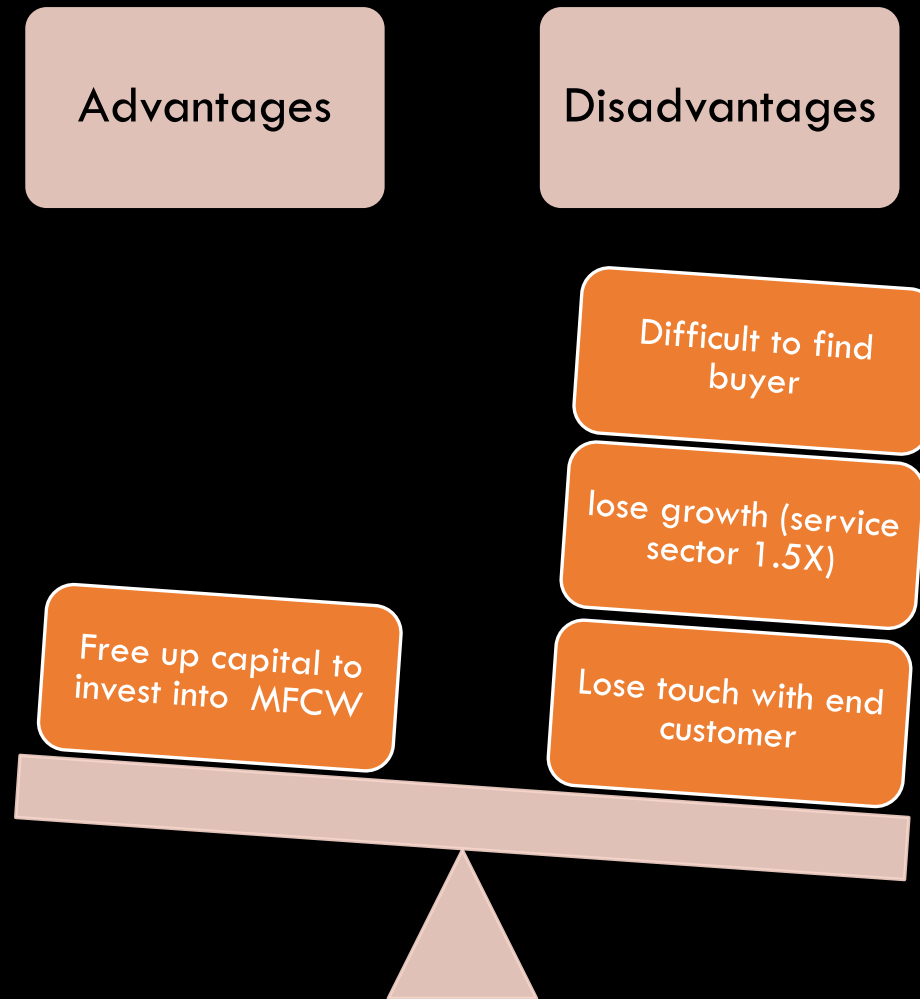 Advantages
Disadvantages
Difficult to find
buyer
lose growth (service
sector 1.5X)
Lose touch with end
customer
Free up capital to
invest into  MFCW